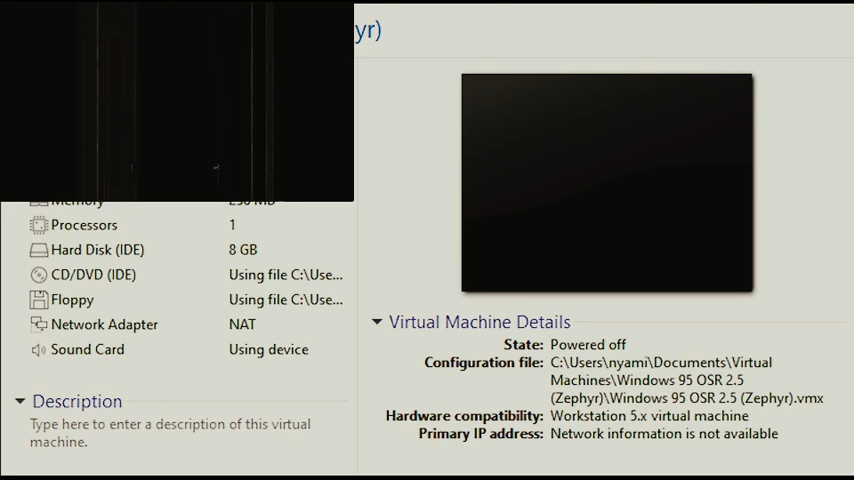 yr)
Memory
Processors 1
Hard Disk (IDE) 8 GB
CD/DVD (IDE) Using file C:\Use...
Floppy Using file C:\Use...
Network Adapter NAT
Sound Card Using device
Description
Type here to enter a description of this virtual
machine.
Virtual Machine Details
State: Powered off
Configuration file: C:\Users\nyami\Documents\Virtual
Machines\Windows 95 OSR 2.5
(Zephyr)\Windows 95 OSR 2.5 (Zephyr).vmx
Hardware compatibility: Workstation 5.x virtual machine
Primary IP address: Network information is not available